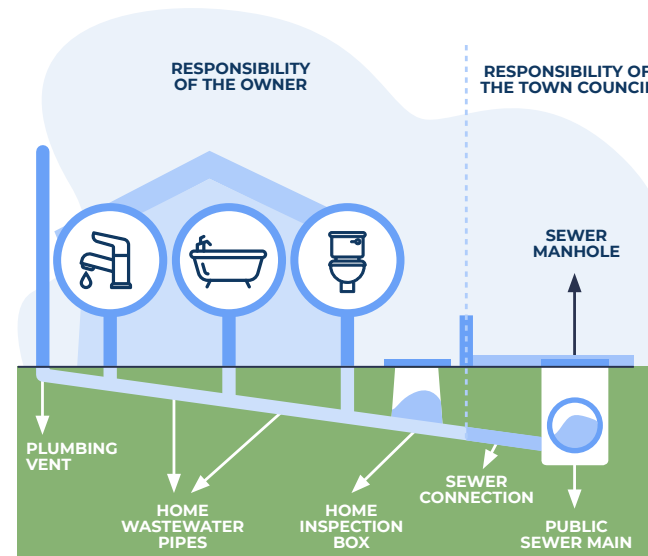 RESPONSIBILITY
OF THE OWNER
RESPONSIBILITY OF
THE TOWN COUNCIL
SEWER
MANHOLE
PLUMBING
VENT
HOME
WASTEWATER
PIPES
HOME
INSPECTION
BOX
SEWER
CONNECTION
PUBLIC
SEWER MAIN